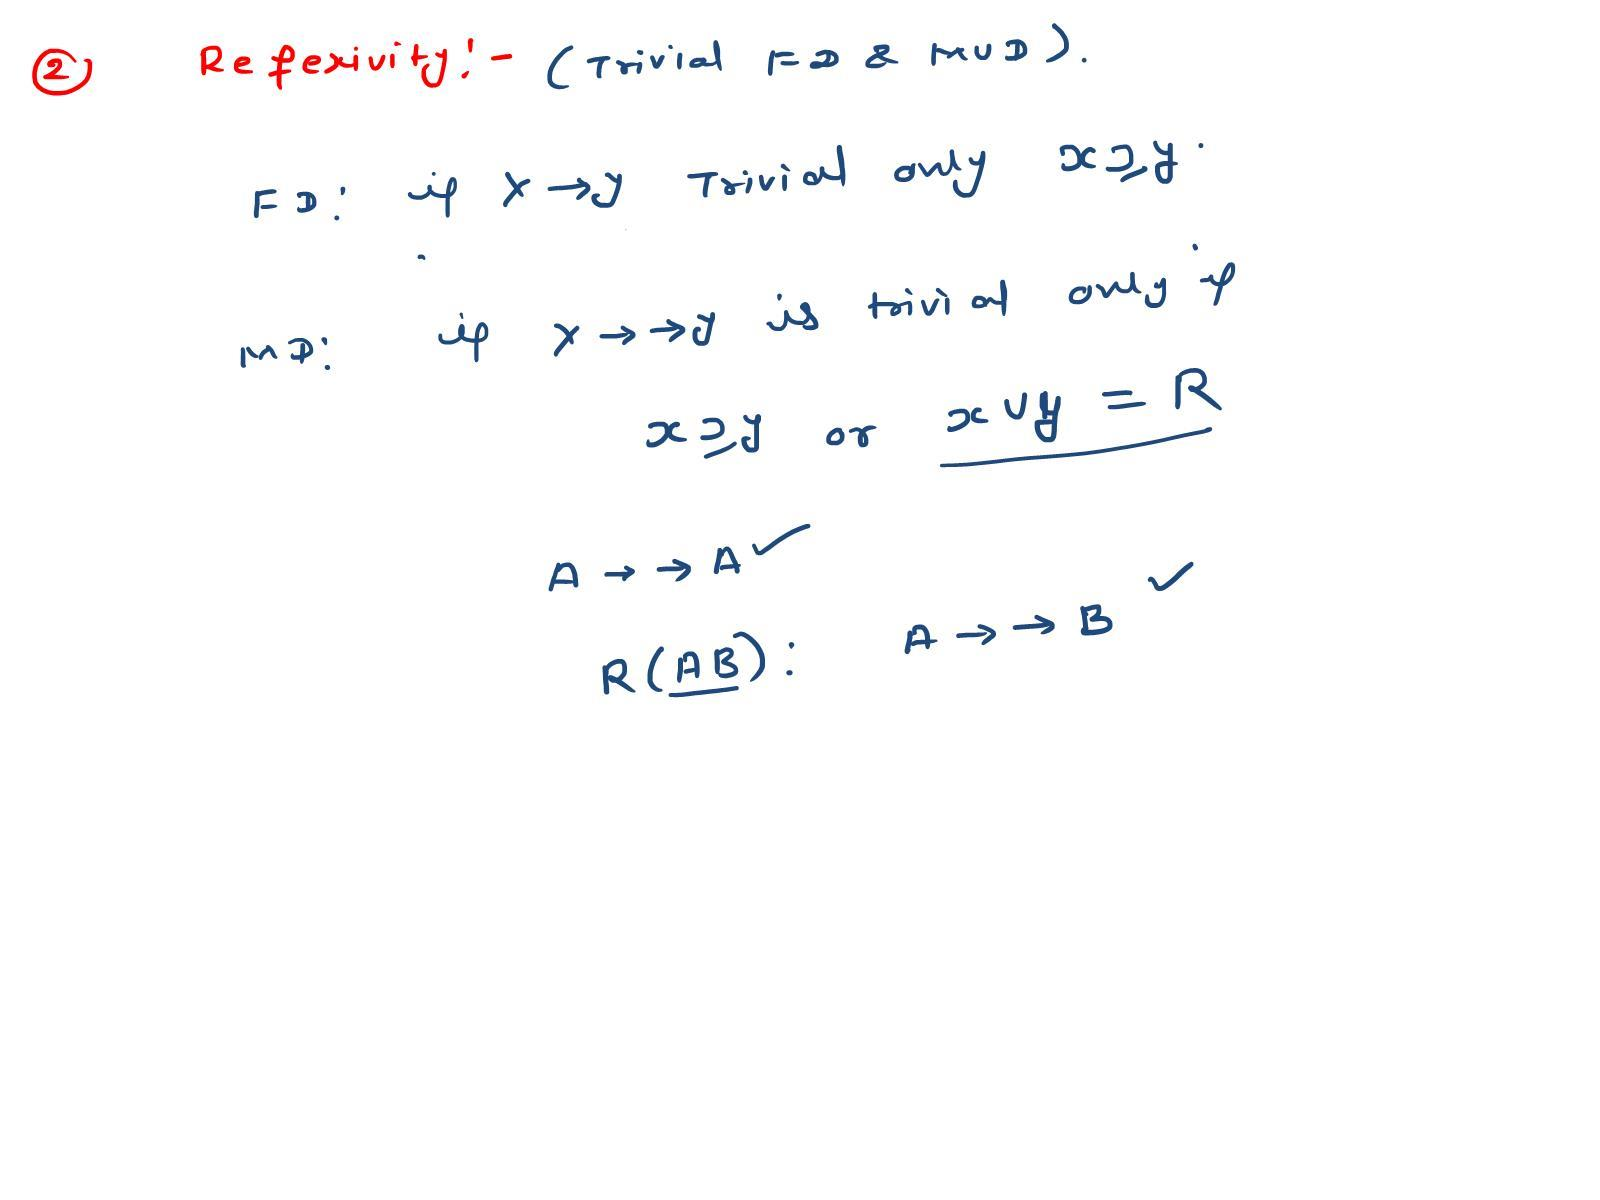 ② Refexivity:- (Trivial FD & MVD).
FD: if X→y Trivial only x⊇y.
MD: if X→→y is trivial only if
x⊇y or x∪y = R
A→→A ✓
R(AB): A→→B ✓